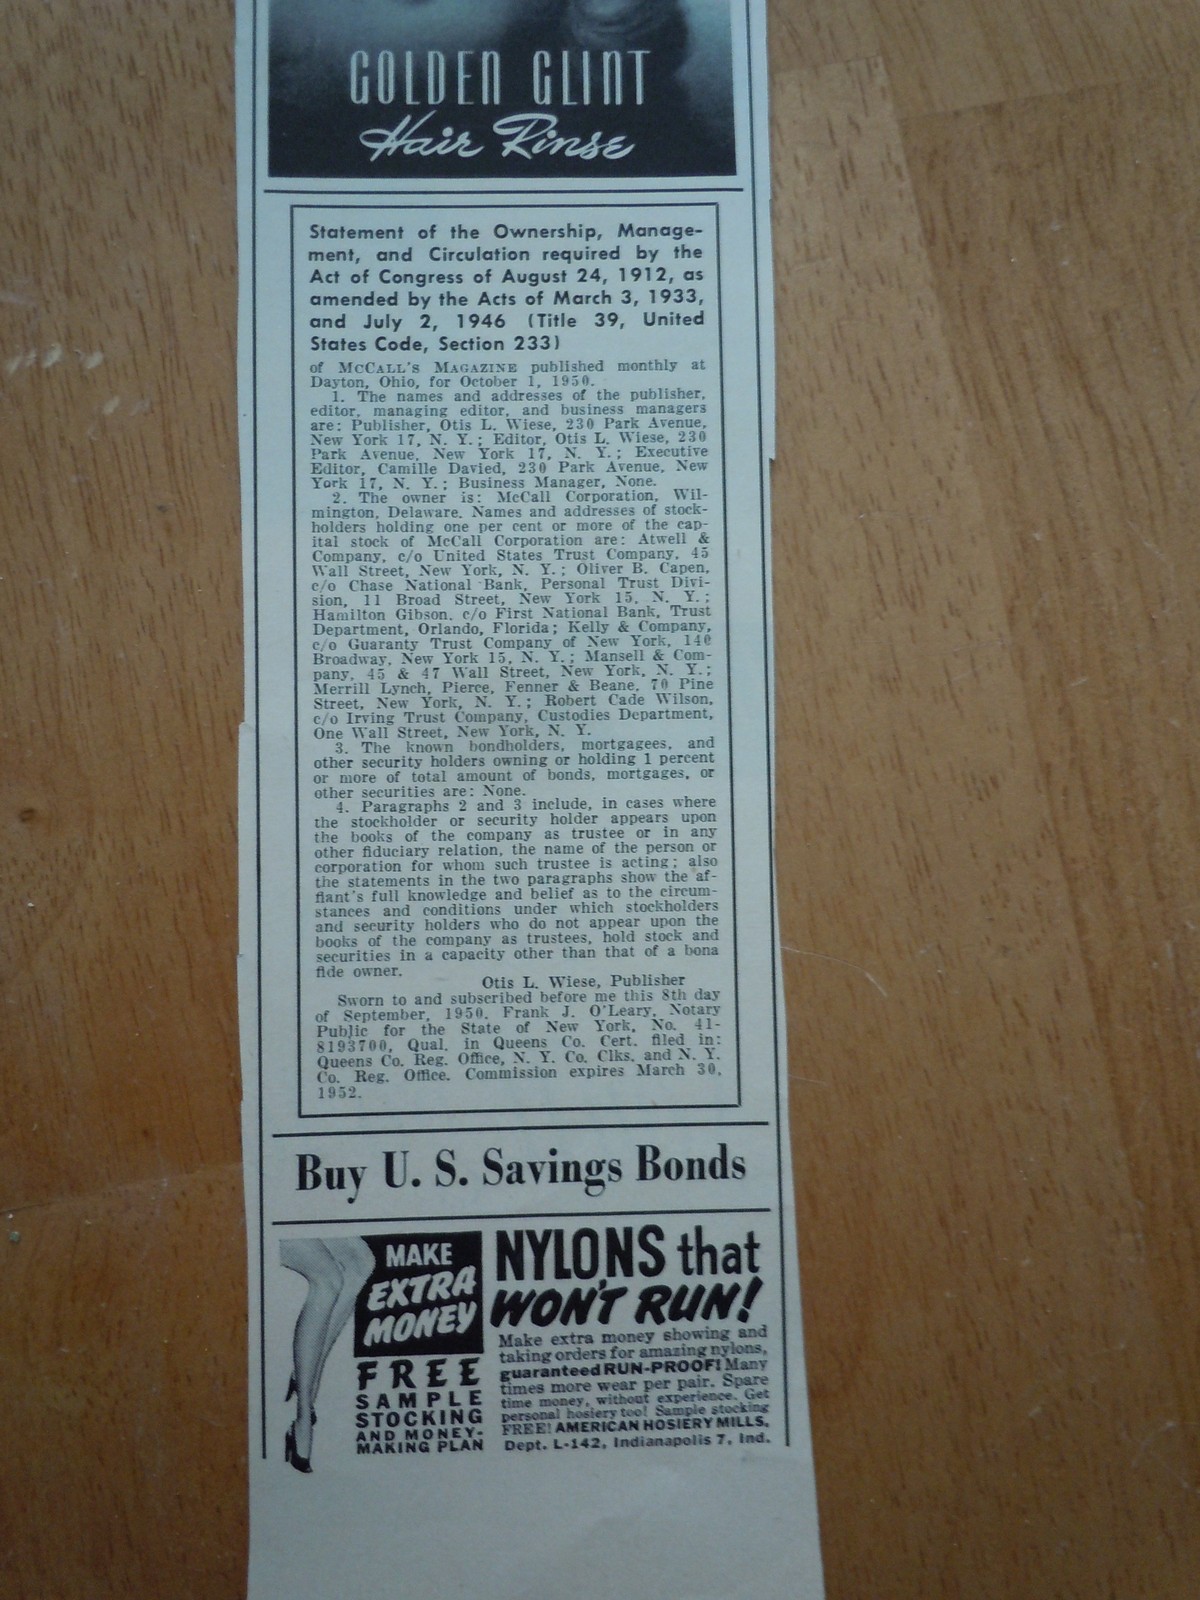 GOLDEN GLINT
Hair Rinse
Statement of the Ownership, Manage-
ment, and Circulation required by the
Act of Congress of August 24, 1912, as
amended by the Acts of March 3, 1933,
and July 2, 1946 (Title 39, United
States Code, Section 233)
of McCall's Magazine published monthly at
Dayton, Ohio, for October 1, 1950.
1. The names and addresses of the publisher,
editor, managing editor, and business managers
are: Publisher, Otis L. Wiese, 230 Park Avenue,
New York 17, N. Y.; Editor, Otis L. Wiese, 230
Park Avenue, New York 17, N. Y.; Executive
Editor, Camille Davied, 230 Park Avenue, New
York 17, N. Y.; Business Manager, None.
2. The owner is: McCall Corporation, Wil-
mington, Delaware. Names and addresses of stock-
holders holding one per cent or more of the cap-
ital stock of McCall Corporation are: Atwell &
Company, c/o United States Trust Company, 45
Wall Street, New York, N. Y.; Oliver B. Capen,
c/o Chase National Bank, Personal Trust Divi-
sion, 11 Broad Street, New York 15, N. Y.;
Hamilton Gibson, c/o First National Bank, Trust
Department, Orlando, Florida; Kelly & Company,
c/o Guaranty Trust Company of New York, 140
Broadway, New York 15, N. Y.; Mansell & Com-
pany, 45 & 47 Wall Street, New York, N. Y.;
Merrill Lynch, Pierce, Fenner & Beane, 70 Pine
Street, New York, N. Y.; Robert Cade Wilson,
c/o Irving Trust Company, Custodies Department,
One Wall Street, New York, N. Y.
3. The known bondholders, mortgagees, and
other security holders owning or holding 1 percent
or more of total amount of bonds, mortgages, or
other securities are: None.
4. Paragraphs 2 and 3 include, in cases where
the stockholder or security holder appears upon
the books of the company as trustee or in any
other fiduciary relation, the name of the person or
corporation for whom such trustee is acting; also
the statements in the two paragraphs show the af-
fiant's full knowledge and belief as to the circum-
stances and conditions under which stockholders
and security holders who do not appear upon the
books of the company as trustees, hold stock and
securities in a capacity other than that of a bona
fide owner.
Otis L. Wiese, Publisher
Sworn to and subscribed before me this 8th day
of September, 1950. Frank J. O'Leary, Notary
Public for the State of New York, No. 41-
8193700, Qual. in Queens Co. Cert. filed in:
Queens Co. Reg. Office, N. Y. Co. Clks. and N. Y.
Co. Reg. Office. Commission expires March 30,
1952.
Buy U. S. Savings Bonds
MAKE
EXTRA
MONEY
FREE
SAMPLE
STOCKING
AND MONEY-
MAKING PLAN
NYLONS that
WON'T RUN!
Make extra money showing and
taking orders for amazing nylons,
guaranteed RUN-PROOF! Many
times more wear per pair. Spare
time money, without experience. Get
personal hosiery too! Sample stocking
FREE! AMERICAN HOSIERY MILLS,
Dept. L-142, Indianapolis 7, Ind.